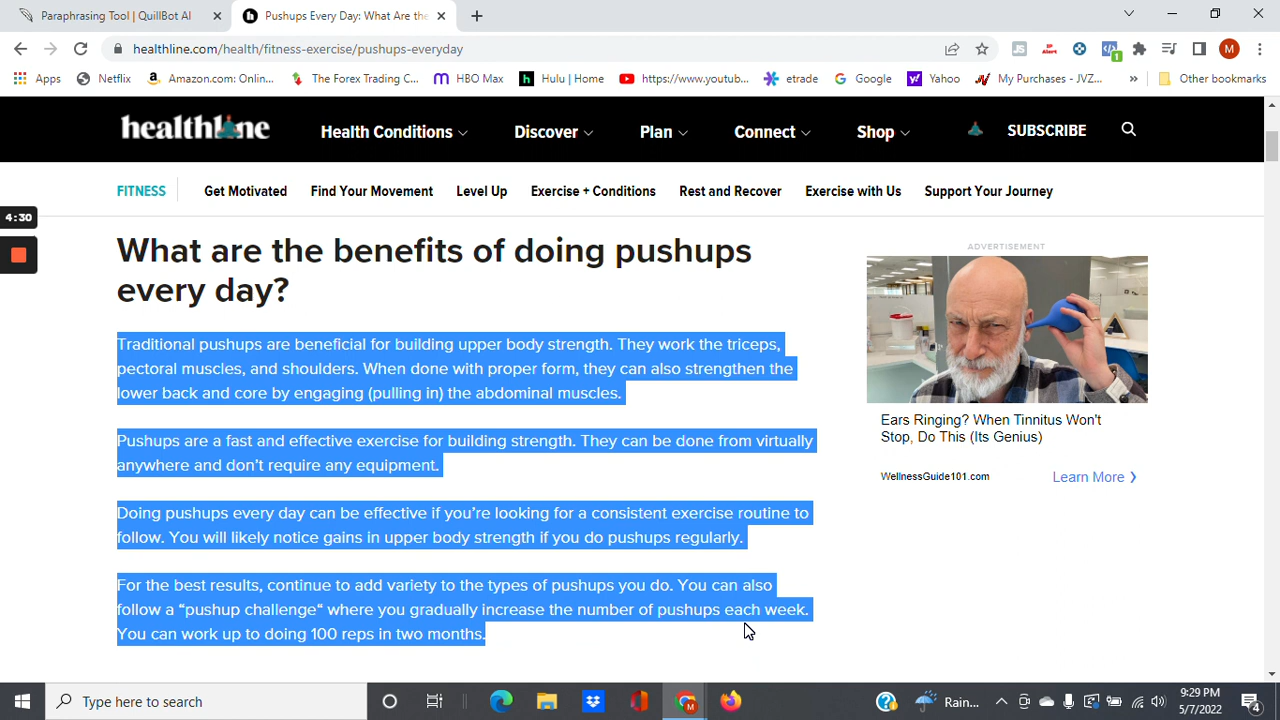 Paraphrasing Tool | QuillBot AI
Pushups Every Day: What Are the
healthline.com/health/fitness-exercise/pushups-everyday
Apps
Netflix
Amazon.com: Onlin...
The Forex Trading C...
HBO Max
Hulu | Home
https://www.youtub...
etrade
Google
Yahoo
My Purchases - JVZ...
»
Other bookmarks
healthline
Health Conditions
Discover
Plan
Connect
Shop
SUBSCRIBE
FITNESS
Get Motivated
Find Your Movement
Level Up
Exercise + Conditions
Rest and Recover
Exercise with Us
Support Your Journey
4:30
What are the benefits of doing pushups
every day?
Traditional pushups are beneficial for building upper body strength. They work the triceps,
pectoral muscles, and shoulders. When done with proper form, they can also strengthen the
lower back and core by engaging (pulling in) the abdominal muscles.
Pushups are a fast and effective exercise for building strength. They can be done from virtually
anywhere and don’t require any equipment.
Doing pushups every day can be effective if you’re looking for a consistent exercise routine to
follow. You will likely notice gains in upper body strength if you do pushups regularly.
For the best results, continue to add variety to the types of pushups you do. You can also
follow a “pushup challenge“ where you gradually increase the number of pushups each week.
You can work up to doing 100 reps in two months.
ADVERTISEMENT
Ears Ringing? When Tinnitus Won't
Stop, Do This (Its Genius)
WellnessGuide101.com
Learn More ❯
Type here to search
Rain...
9:29 PM
5/7/2022
4